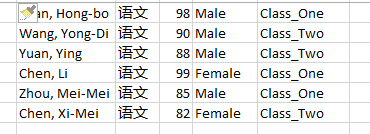 an, Hong-bo 语文 98 Male Class_One
Wang, Yong-Di 语文 90 Male Class_Two
Yuan, Ying 语文 88 Male Class_Two
Chen, Li 语文 99 Female Class_One
Zhou, Mei-Mei 语文 85 Male Class_One
Chen, Xi-Mei 语文 82 Female Class_Two